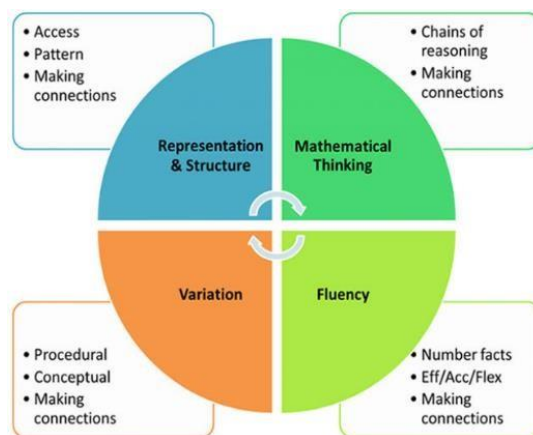 • Access
• Pattern
• Making
connections
• Chains of
reasoning
• Making
connections
Representation
& Structure
Mathematical
Thinking
Variation
Fluency
• Procedural
• Conceptual
• Making
connections
• Number facts
• Eff/Acc/Flex
• Making
connections